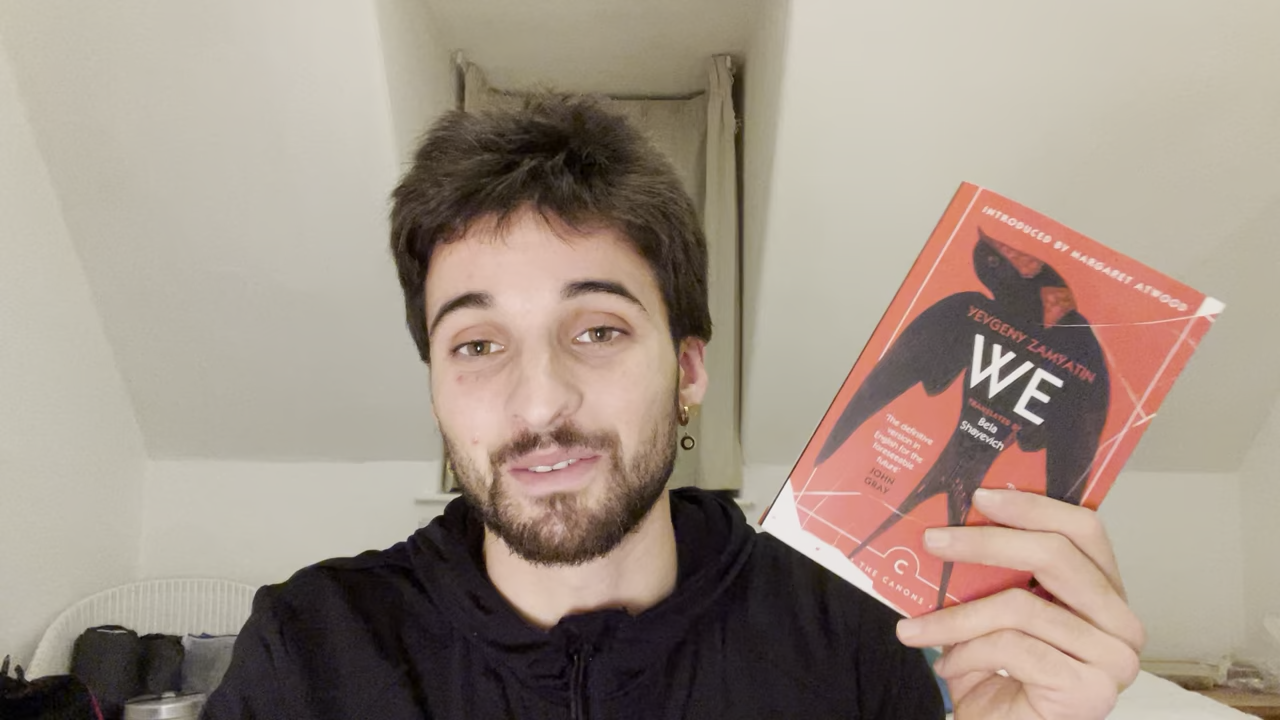 INTRODUCED BY MARGARET ATWOOD
YEVGENY ZAMYATIN
WE
TRANSLATED BY
Bela
Shayevich
'The definitive
version in
English for the
foreseeable
future'
JOHN
GRAY
C
THE CANONS